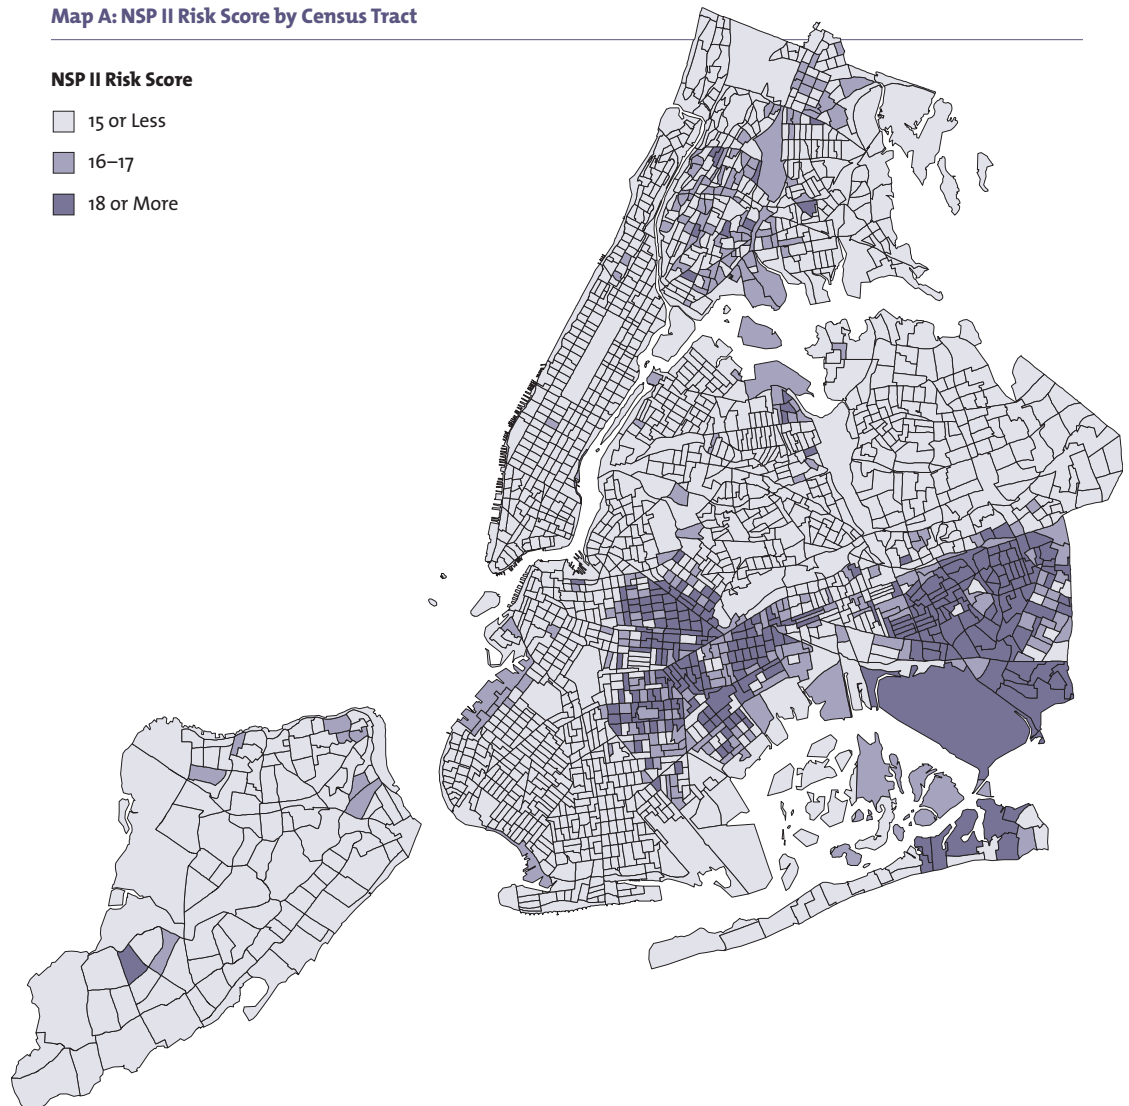 Map A: NSP II Risk Score by Census Tract
NSP II Risk Score
15 or Less
16–17
18 or More